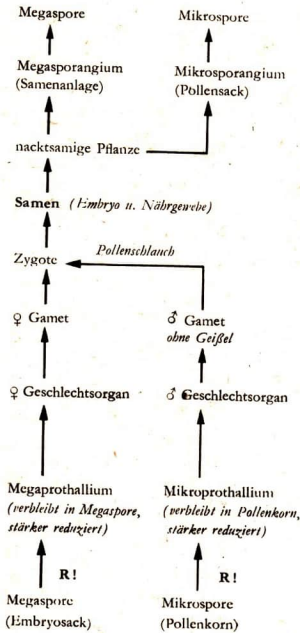 Megaspore
Mikrospore
Megasporangium
(Samenanlage)
Mikrosporangium
(Pollensack)
nacktsamige Pflanze
Samen (Embryo u. Nährgewebe)
Pollenschlauch
Zygote
♀ Gamet
♂ Gamet
ohne Geißel
♀ Geschlechtsorgan
♂ Geschlechtsorgan
Megaprothallium
(verbleibt in Megaspore,
stärker reduziert)
Mikroprothallium
(verbleibt in Pollenkorn,
stärker reduziert)
R!
R!
Megaspore
(Embryosack)
Mikrospore
(Pollenkorn)